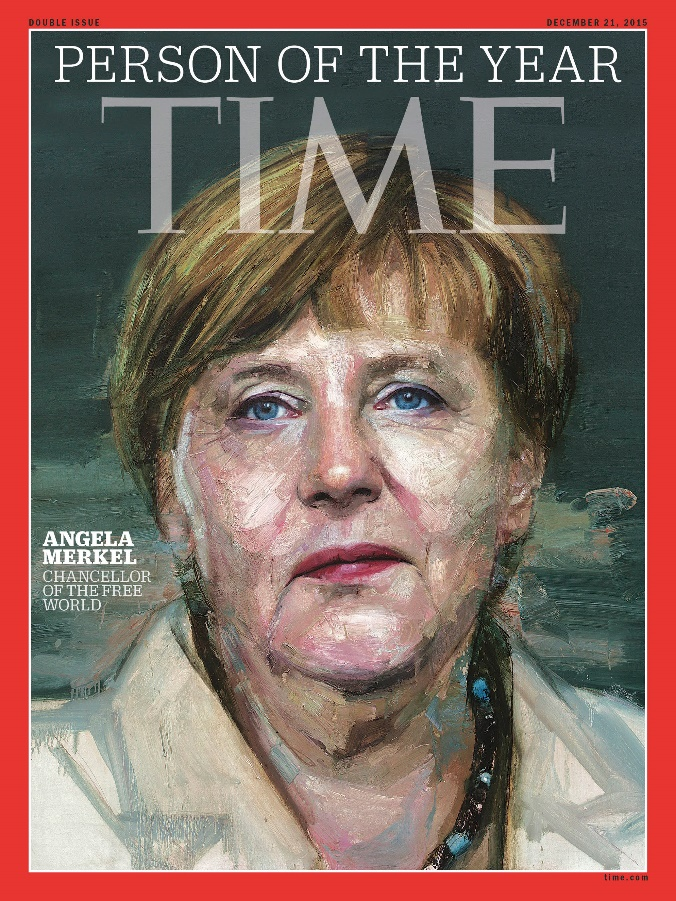 DOUBLE ISSUE
DECEMBER 21, 2015
PERSON OF THE YEAR
TIME
ANGELA
MERKEL
CHANCELLOR
OF THE FREE
WORLD
time.com